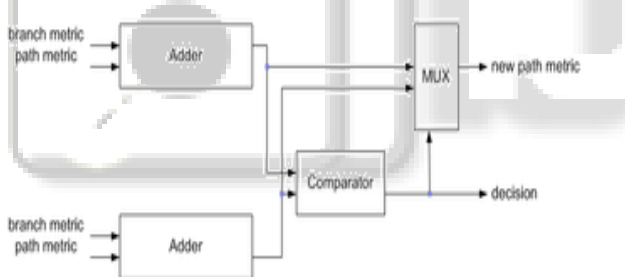 branch metric
path metric
Adder
MUX
new path metric
Comparator
decision
branch metric
path metric
Adder